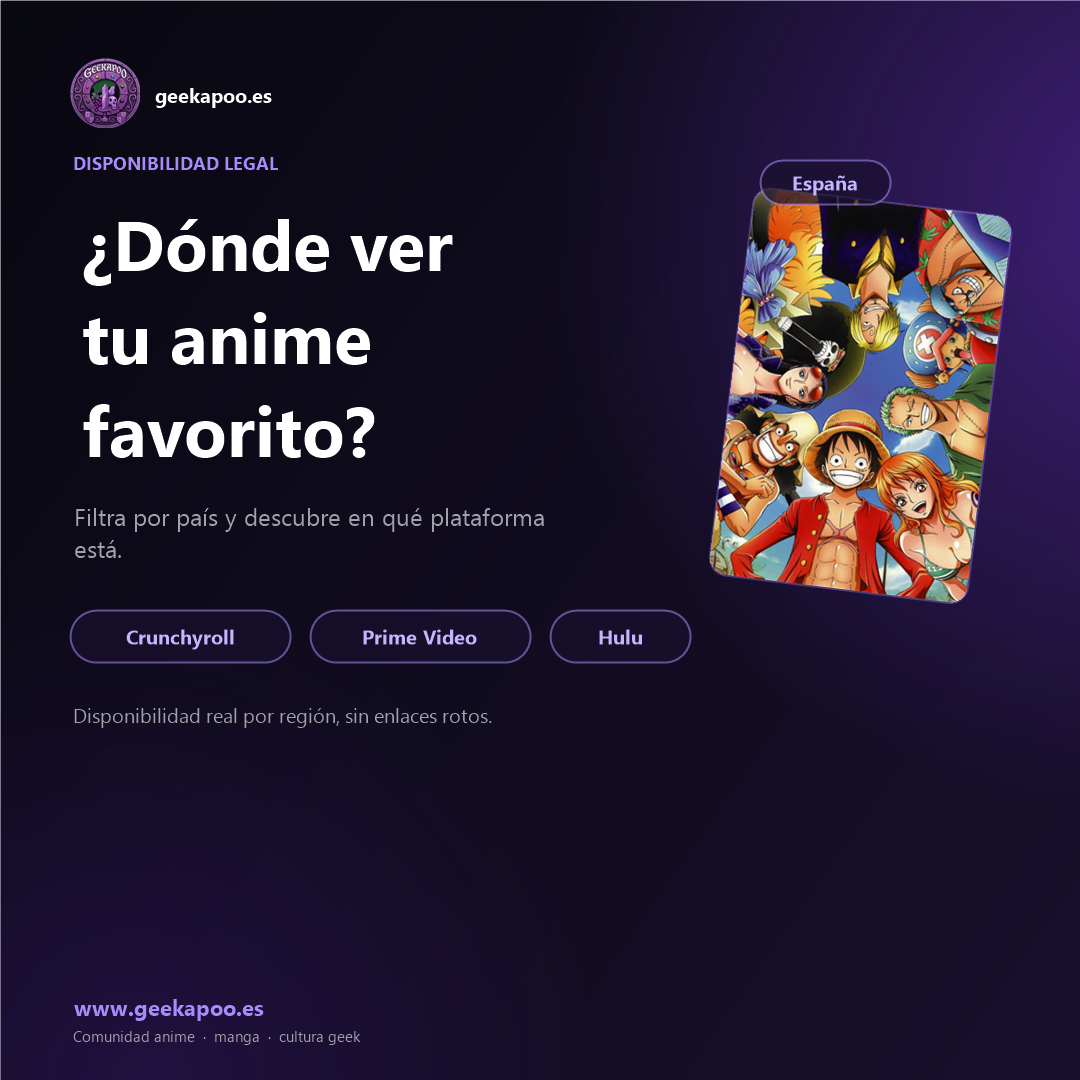 GEEKAPOO
geekapoo.es
DISPONIBILIDAD LEGAL
España
¿Dónde ver
tu anime
favorito?
Filtra por país y descubre en qué plataforma
está.
Crunchyroll
Prime Video
Hulu
Disponibilidad real por región, sin enlaces rotos.
www.geekapoo.es
Comunidad anime · manga · cultura geek